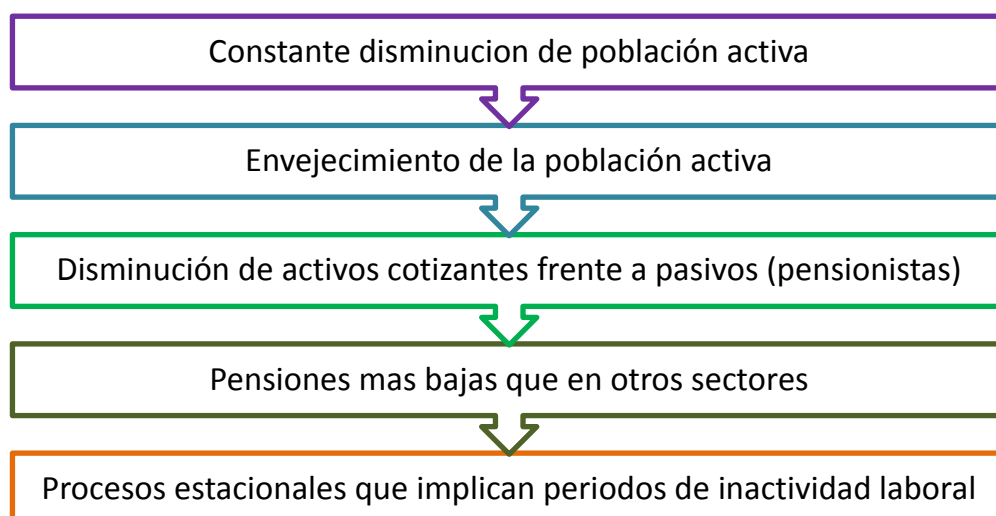 Constante disminucion de población activa
Envejecimiento de la población activa
Disminución de activos cotizantes frente a pasivos (pensionistas)
Pensiones mas bajas que en otros sectores
Procesos estacionales que implican periodos de inactividad laboral